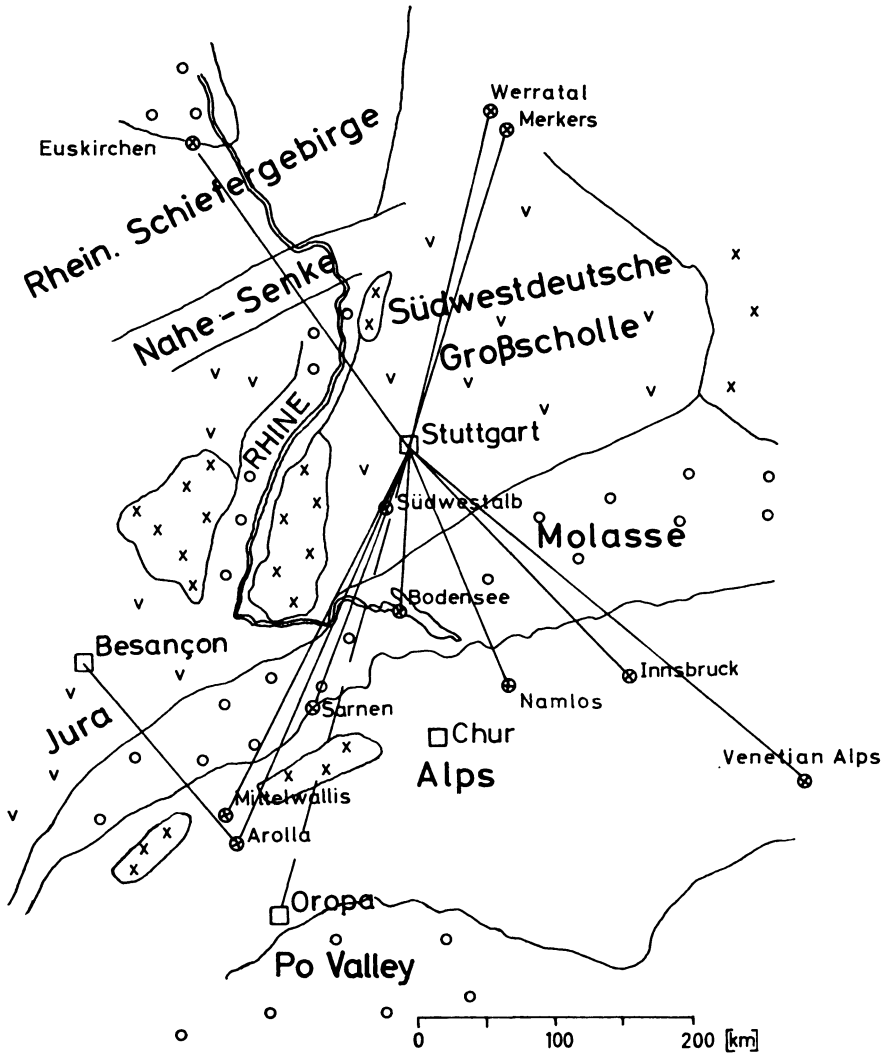 Werratal
Merkers
Euskirchen
Rhein. Schiefergebirge
Nahe-Senke
Südwestdeutsche
Großscholle
RHINE
Stuttgart
Südwestalb
Molasse
Bodensee
Besançon
Innsbruck
Namlos
Sarnen
Jura
Chur
Venetian Alps
Alps
Mittelwallis
Arolla
Oropa
Po Valley
0 100 200 [km]